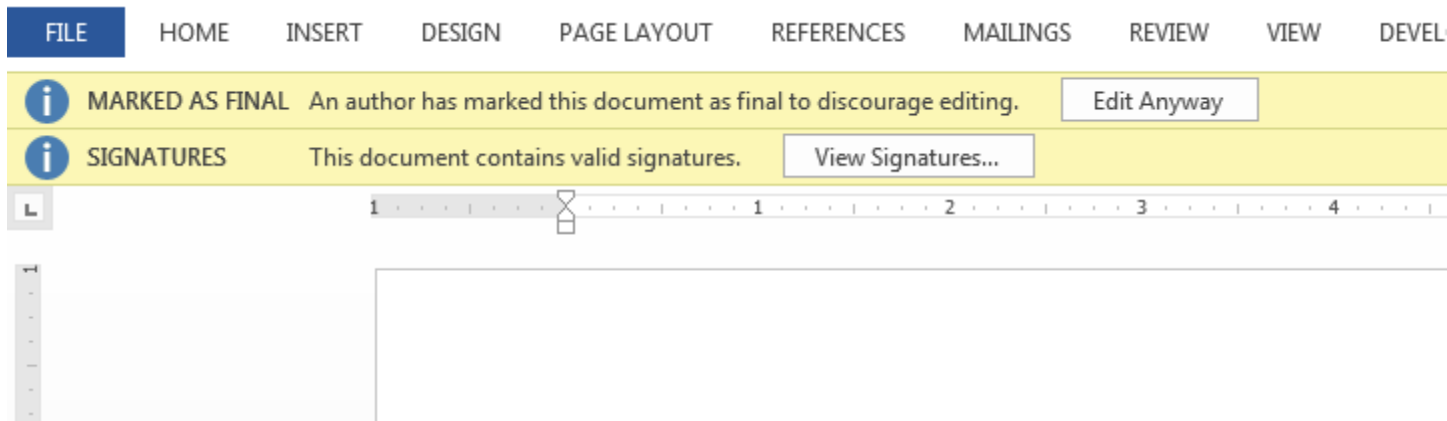 FILE HOME INSERT DESIGN PAGE LAYOUT REFERENCES MAILINGS REVIEW VIEW DEVEL
MARKED AS FINAL An author has marked this document as final to discourage editing. Edit Anyway
SIGNATURES This document contains valid signatures. View Signatures...
1 1 2 3 4
1